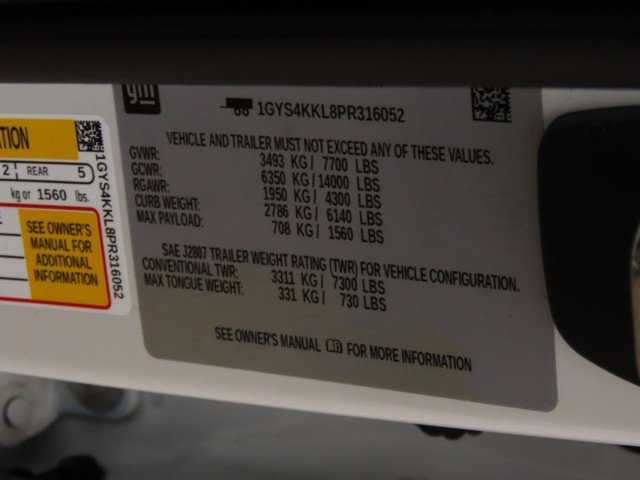 gm
1GYS4KKL8PR316052
VEHICLE AND TRAILER MUST NOT EXCEED ANY OF THESE VALUES.
GVWR: 3493 KG / 7700 LBS
GCWR: 6350 KG / 14000 LBS
RGAWR: 1950 KG / 4300 LBS
CURB WEIGHT: 2786 KG / 6140 LBS
MAX PAYLOAD: 708 KG / 1560 LBS
SAE J2807 TRAILER WEIGHT RATING (TWR) FOR VEHICLE CONFIGURATION.
CONVENTIONAL TWR: 3311 KG / 7300 LBS
MAX TONGUE WEIGHT: 331 KG / 730 LBS
SEE OWNER'S MANUAL FOR MORE INFORMATION
ATION
2 REAR 5
kg or 1560 lbs.
SEE OWNER'S
MANUAL FOR
ADDITIONAL
INFORMATION
1GYS4KKL8PR316052